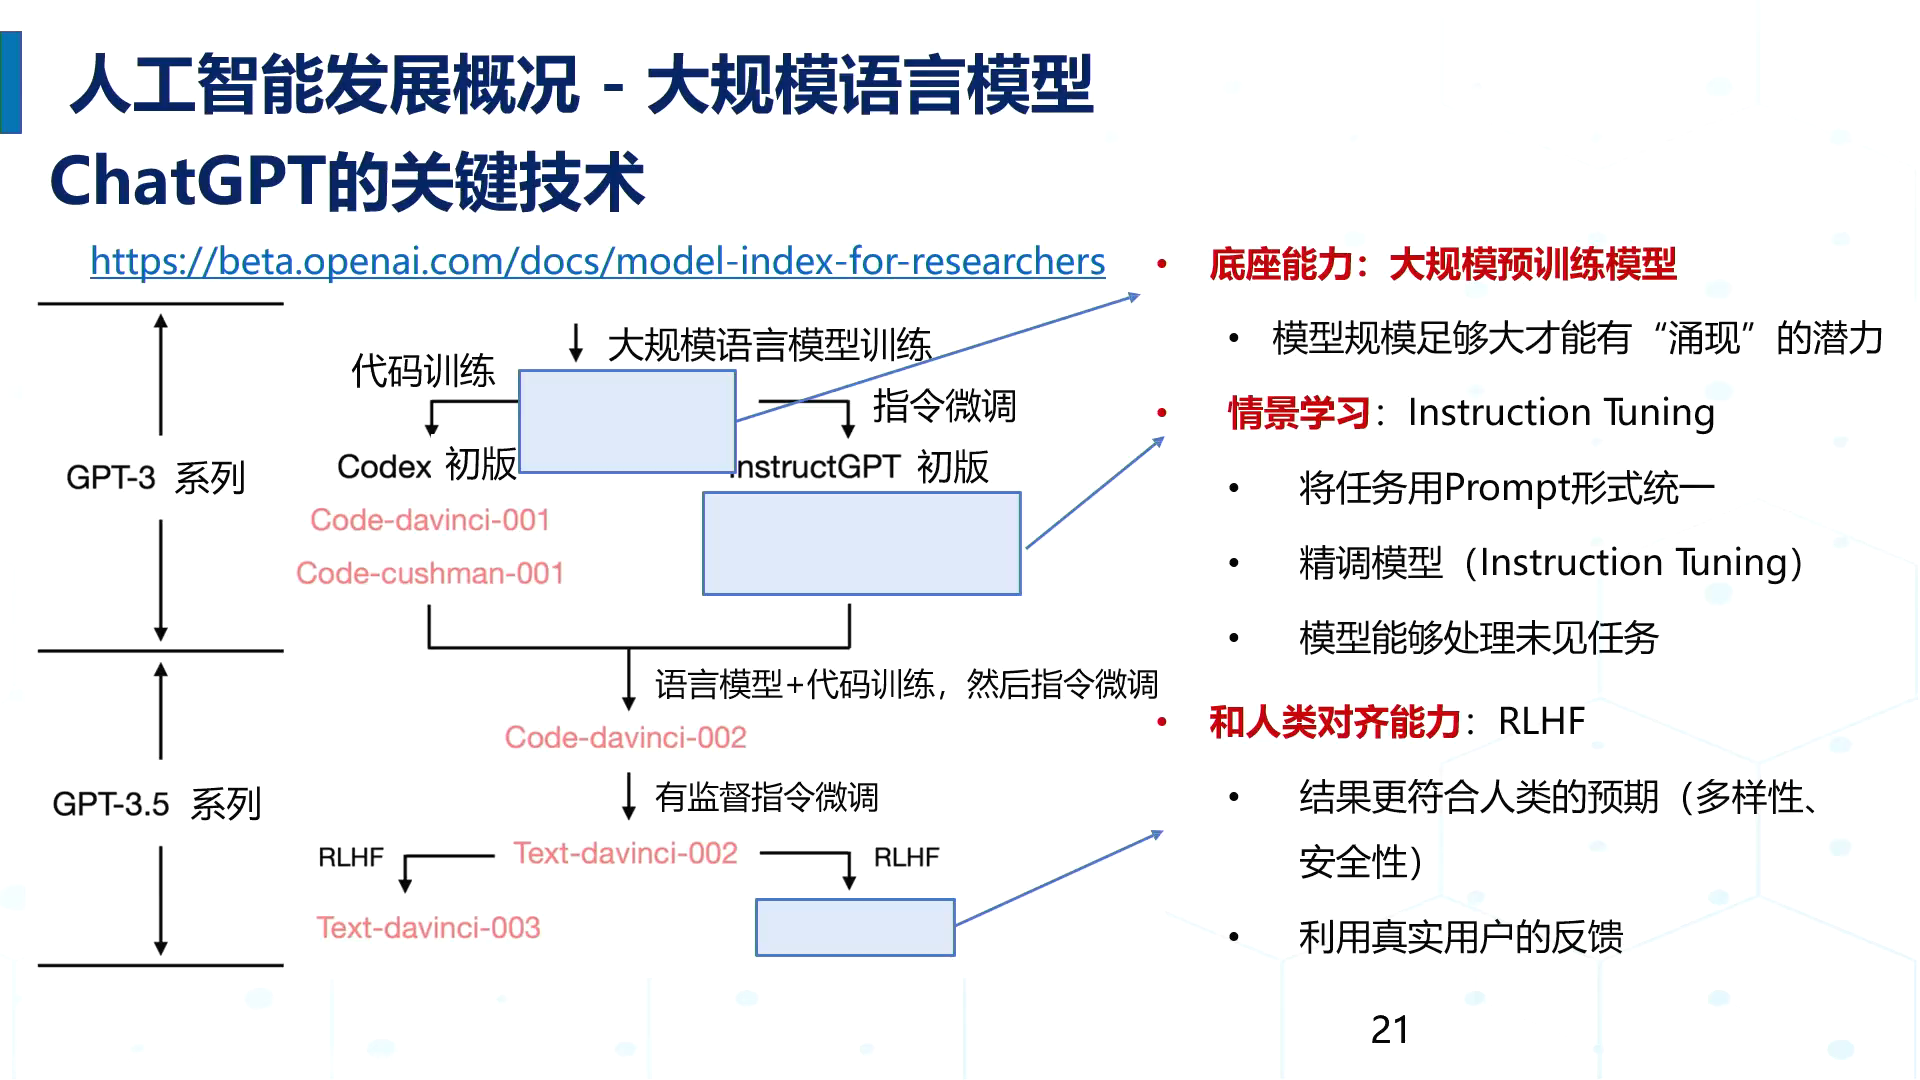 人工智能发展概况 - 大规模语言模型
ChatGPT的关键技术
https://beta.openai.com/docs/model-index-for-researchers
大规模语言模型训练
代码训练
指令微调
GPT-3 系列
Codex 初版
nstructGPT 初版
Code-davinci-001
Code-cushman-001
语言模型+代码训练，然后指令微调
Code-davinci-002
有监督指令微调
GPT-3.5 系列
RLHF
Text-davinci-002
RLHF
Text-davinci-003
• 底座能力：大规模预训练模型
• 模型规模足够大才能有“涌现”的潜力
• 情景学习：Instruction Tuning
• 将任务用Prompt形式统一
• 精调模型（Instruction Tuning）
• 模型能够处理未见任务
• 和人类对齐能力：RLHF
• 结果更符合人类的预期（多样性、
安全性）
• 利用真实用户的反馈
21